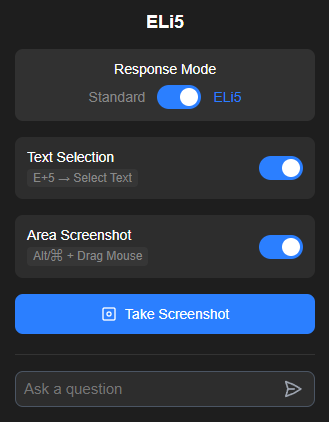 ELi5
Response Mode
Standard ELi5
Text Selection
E+5 → Select Text
Area Screenshot
Alt/⌘ + Drag Mouse
Take Screenshot
Ask a question